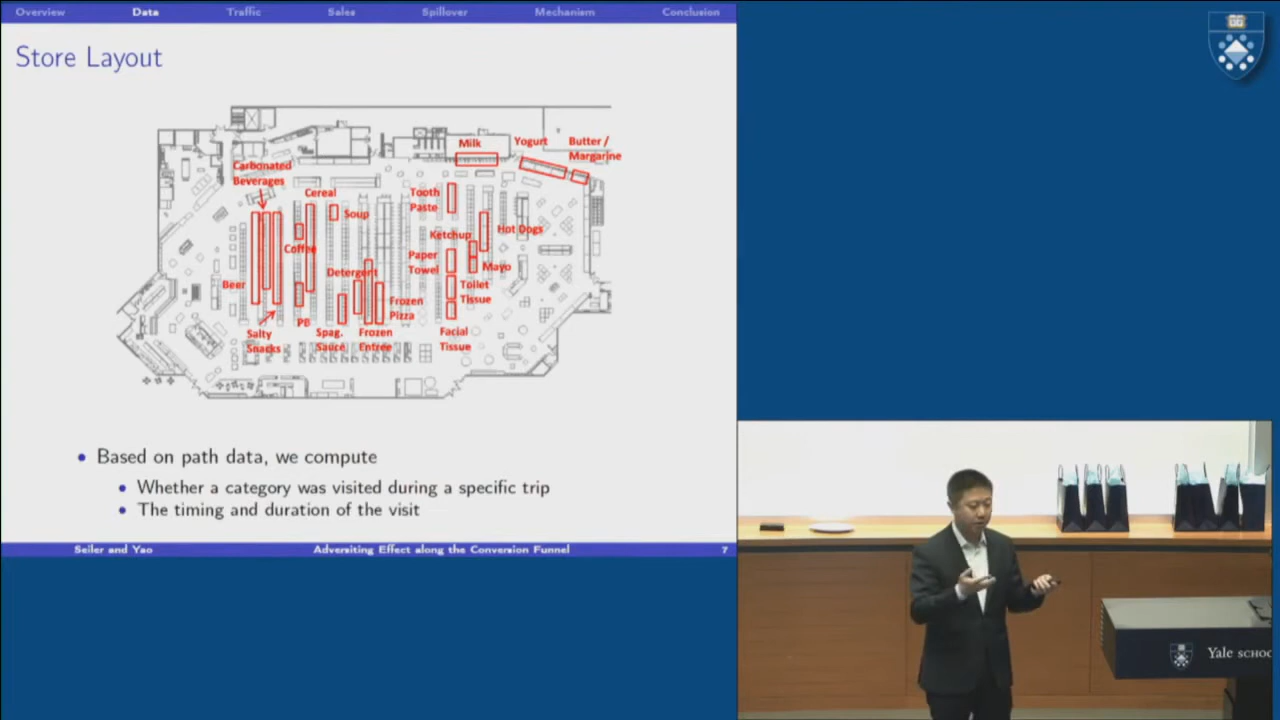 Overview Data Traffic Sales Spillover Mechanism Conclusion
Store Layout
Milk
Yogurt
Butter /
Margarine
Carbonated
Beverages
Cereal
Tooth
Paste
Soup
Hot Dogs
Ketchup
Coffee
Paper
Towel
Mayo
Detergent
Beer
Toilet
Tissue
Frozen
Pizza
PB
Salty
Snacks
Spag.
Sauce
Frozen
Entree
Facial
Tissue
Based on path data, we compute
Whether a category was visited during a specific trip
The timing and duration of the visit
Seiler and Yao Adversiting Effect along the Conversion Funnel 7
Yale SCHOO